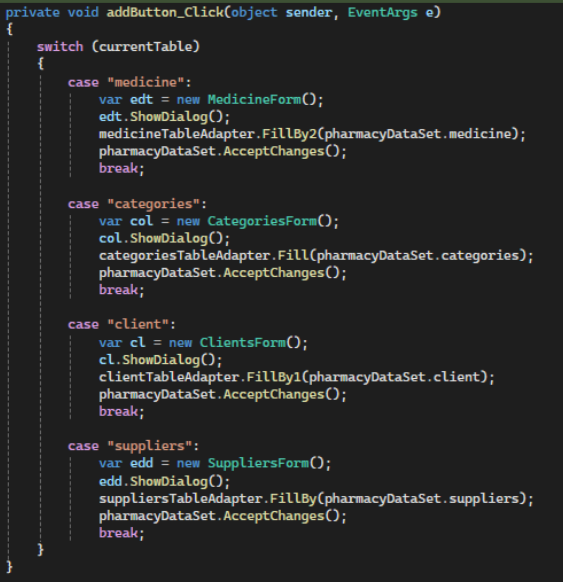 private void addButton_Click(object sender, EventArgs e)
{
    switch (currentTable)
    {
        case "medicine":
            var edt = new MedicineForm();
            edt.ShowDialog();
            medicineTableAdapter.FillBy2(pharmacyDataSet.medicine);
            pharmacyDataSet.AcceptChanges();
            break;

        case "categories":
            var col = new CategoriesForm();
            col.ShowDialog();
            categoriesTableAdapter.Fill(pharmacyDataSet.categories);
            pharmacyDataSet.AcceptChanges();
            break;

        case "client":
            var cl = new ClientsForm();
            cl.ShowDialog();
            clientTableAdapter.FillBy1(pharmacyDataSet.client);
            pharmacyDataSet.AcceptChanges();
            break;

        case "suppliers":
            var edd = new SuppliersForm();
            edd.ShowDialog();
            suppliersTableAdapter.FillBy(pharmacyDataSet.suppliers);
            pharmacyDataSet.AcceptChanges();
            break;
    }
}